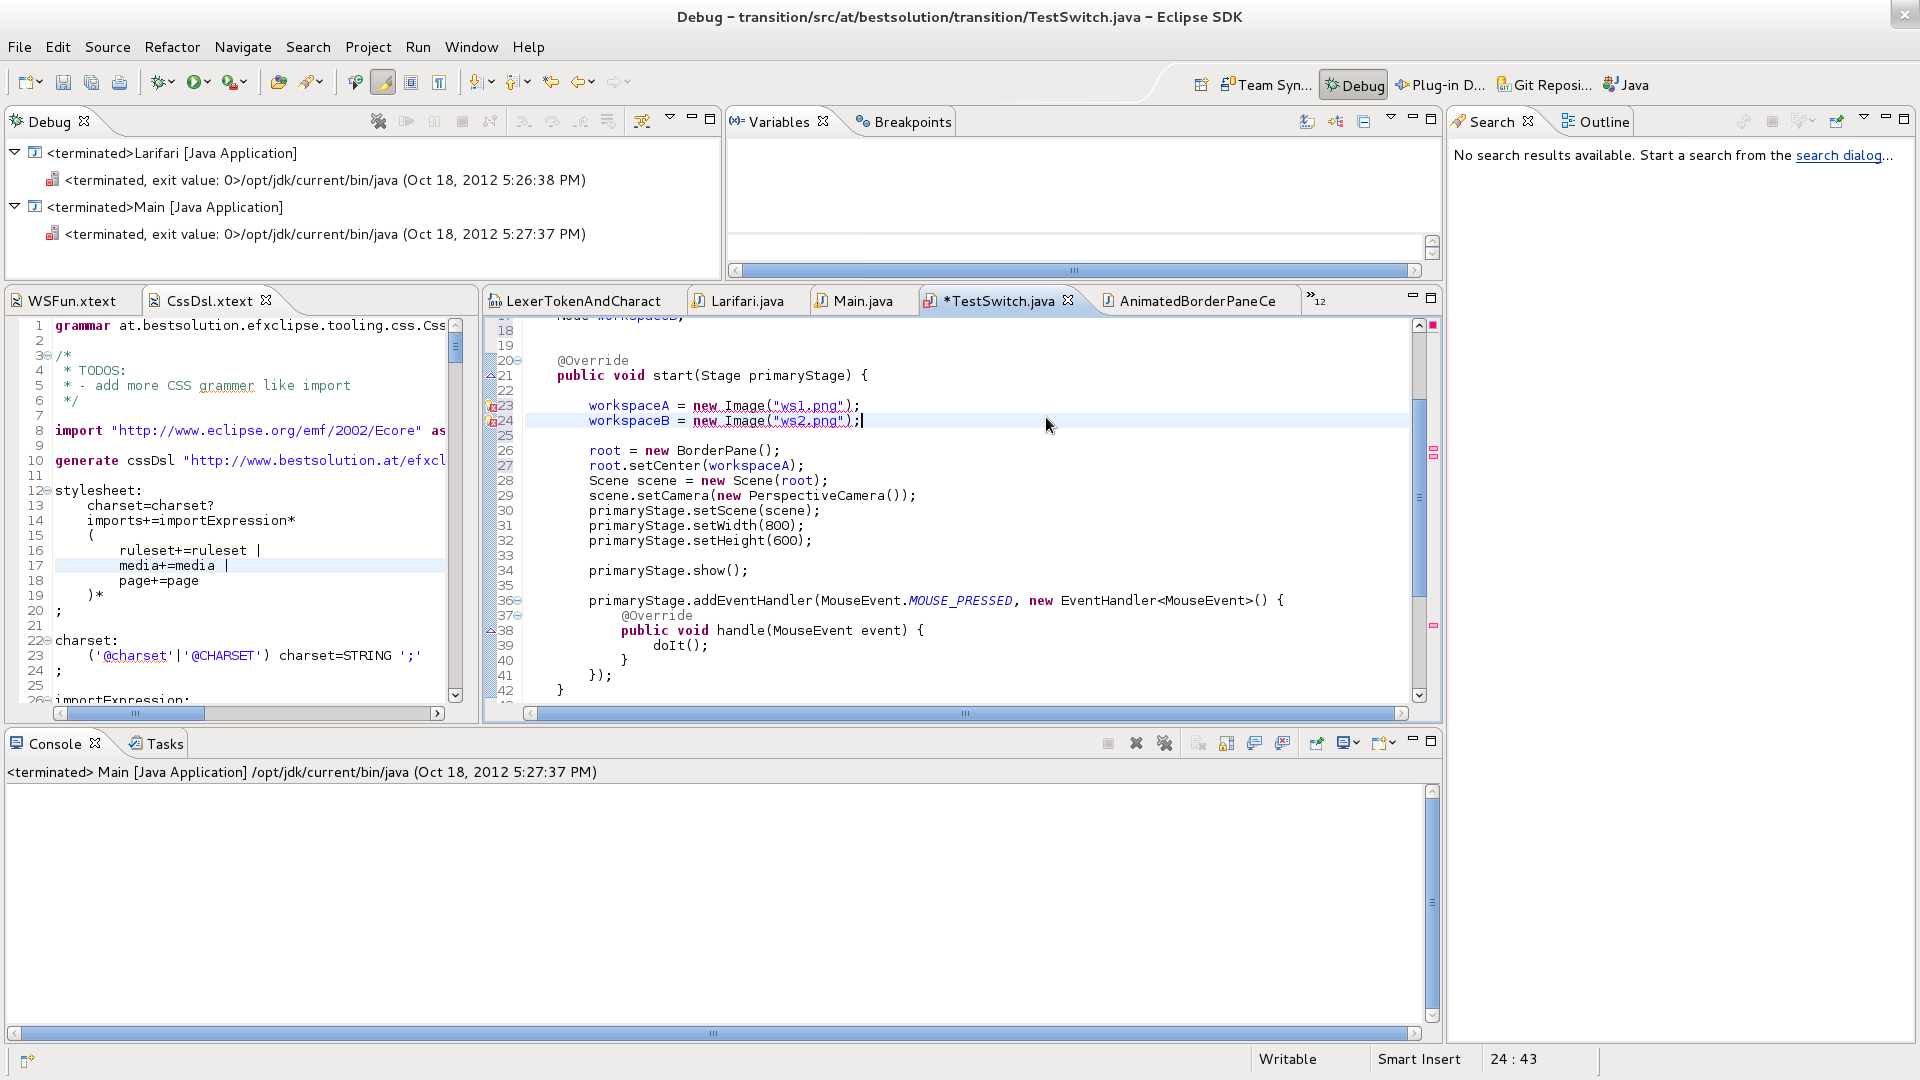 Debug - transition/src/at/bestsolution/transition/TestSwitch.java - Eclipse SDK
File Edit Source Refactor Navigate Search Project Run Window Help
Team Syn... Debug Plug-in D... Git Reposi... Java
Debug
<terminated>Larifari [Java Application]
<terminated, exit value: 0>/opt/jdk/current/bin/java (Oct 18, 2012 5:26:38 PM)
<terminated>Main [Java Application]
<terminated, exit value: 0>/opt/jdk/current/bin/java (Oct 18, 2012 5:27:37 PM)
(x)= Variables Breakpoints
Search Outline
No search results available. Start a search from the search dialog...
WSFun.xtext CssDsl.xtext
1 grammar at.bestsolution.efxclipse.tooling.css.Css
2
3 /*
4 * TODOS:
5 * - add more CSS grammer like import
6 */
7
8 import "http://www.eclipse.org/emf/2002/Ecore" as
9
10 generate cssDsl "http://www.bestsolution.at/efxcl
11
12 stylesheet:
13 charset=charset?
14 imports+=importExpression*
15 (
16 ruleset+=ruleset |
17 media+=media |
18 page+=page
19 )*
20 ;
21
22 charset:
23 ('@charset'|'@CHARSET') charset=STRING ';'
24 ;
25
26 importExpression:
LexerTokenAndCharact Larifari.java Main.java *TestSwitch.java AnimatedBorderPaneCe »12
17 Node workspaceB;
18
19
20 @Override
21 public void start(Stage primaryStage) {
22
23 workspaceA = new Image("ws1.png");
24 workspaceB = new Image("ws2.png");
25
26 root = new BorderPane();
27 root.setCenter(workspaceA);
28 Scene scene = new Scene(root);
29 scene.setCamera(new PerspectiveCamera());
30 primaryStage.setScene(scene);
31 primaryStage.setWidth(800);
32 primaryStage.setHeight(600);
33
34 primaryStage.show();
35
36 primaryStage.addEventHandler(MouseEvent.MOUSE_PRESSED, new EventHandler<MouseEvent>() {
37 @Override
38 public void handle(MouseEvent event) {
39 doIt();
40 }
41 });
42 }
Console Tasks
<terminated> Main [Java Application] /opt/jdk/current/bin/java (Oct 18, 2012 5:27:37 PM)
Writable Smart Insert 24 : 43